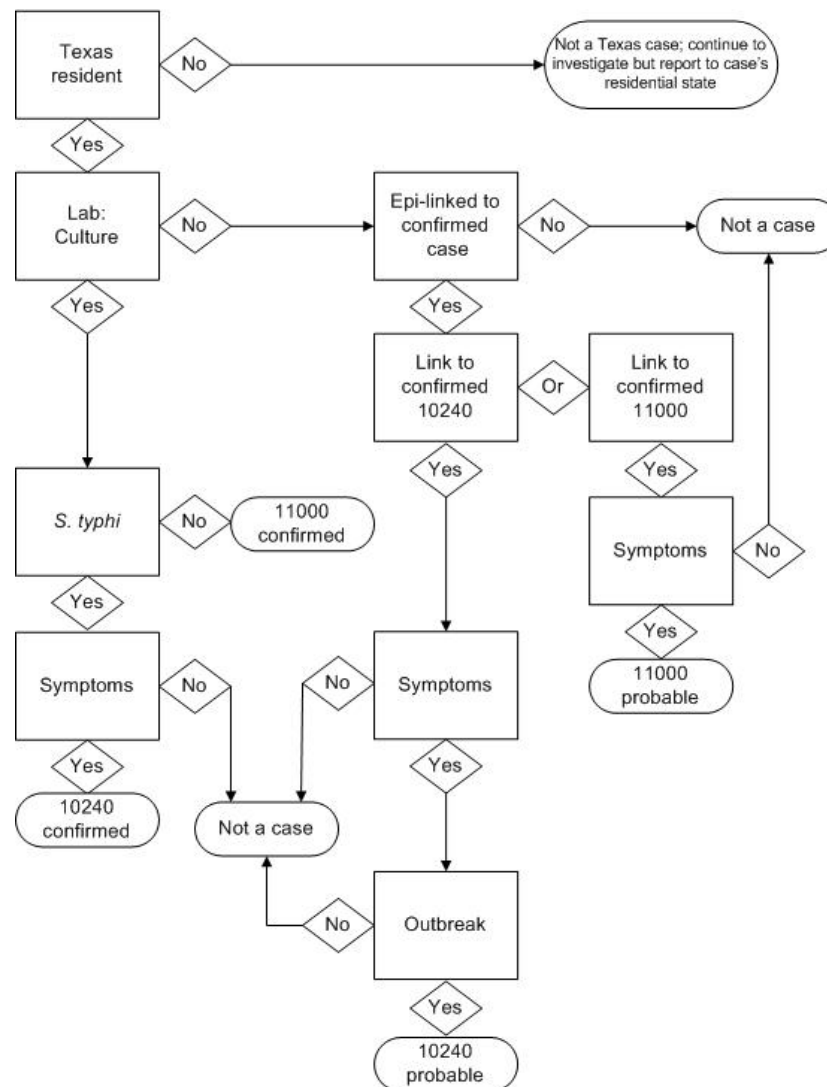 Texas
resident
No
Not a Texas case; continue to
investigate but report to case's
residential state
Yes
Lab:
Culture
No
Epi-linked to
confirmed
case
No
Not a case
Yes
Yes
Link to
confirmed
10240
Or
Link to
confirmed
11000
Yes
Yes
S. typhi
No
11000
confirmed
Symptoms
No
Yes
Yes
Symptoms
No
No
Symptoms
11000
probable
Yes
Yes
10240
confirmed
Not a case
No
Outbreak
Yes
10240
probable